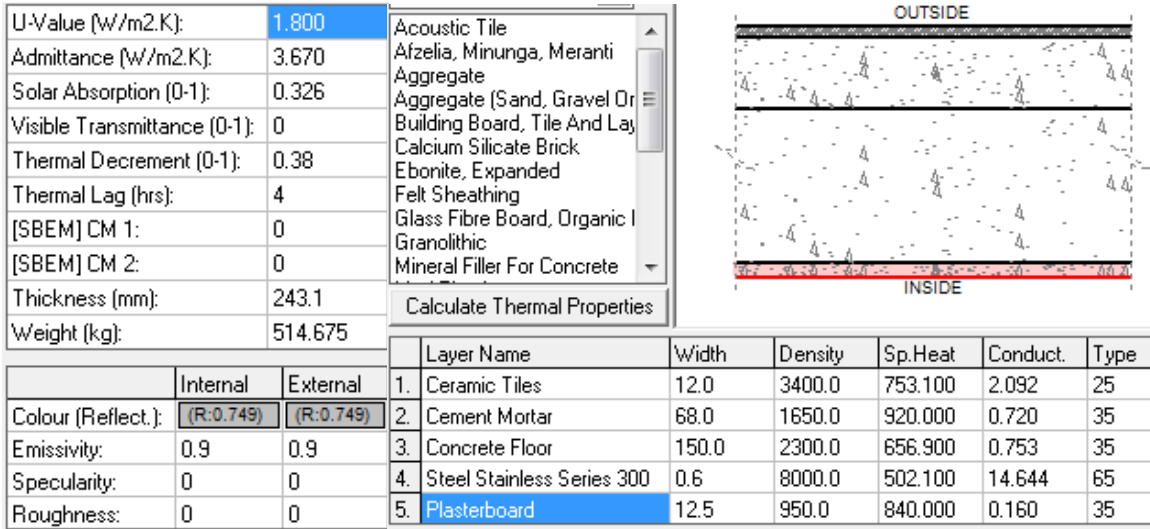 U-Value (W/m2.K): 1.800
Admittance (W/m2.K): 3.670
Solar Absorption (0-1): 0.326
Visible Transmittance (0-1): 0
Thermal Decrement (0-1): 0.38
Thermal Lag (hrs): 4
[SBEM] CM 1: 0
[SBEM] CM 2: 0
Thickness (mm): 243.1
Weight (kg): 514.675
Internal External
Colour (Reflect.): (R:0.749) (R:0.749)
Emissivity: 0.9 0.9
Specularity: 0 0
Roughness: 0 0
Acoustic Tile
Afzelia, Minunga, Meranti
Aggregate
Aggregate (Sand, Gravel Or
Building Board, Tile And Lay
Calcium Silicate Brick
Ebonite, Expanded
Felt Sheathing
Glass Fibre Board, Organic
Granolithic
Mineral Filler For Concrete
Calculate Thermal Properties
OUTSIDE
INSIDE
Layer Name Width Density Sp.Heat Conduct. Type
1. Ceramic Tiles 12.0 3400.0 753.100 2.092 25
2. Cement Mortar 68.0 1650.0 920.000 0.720 35
3. Concrete Floor 150.0 2300.0 656.900 0.753 35
4. Steel Stainless Series 300 0.6 8000.0 502.100 14.644 65
5. Plasterboard 12.5 950.0 840.000 0.160 35